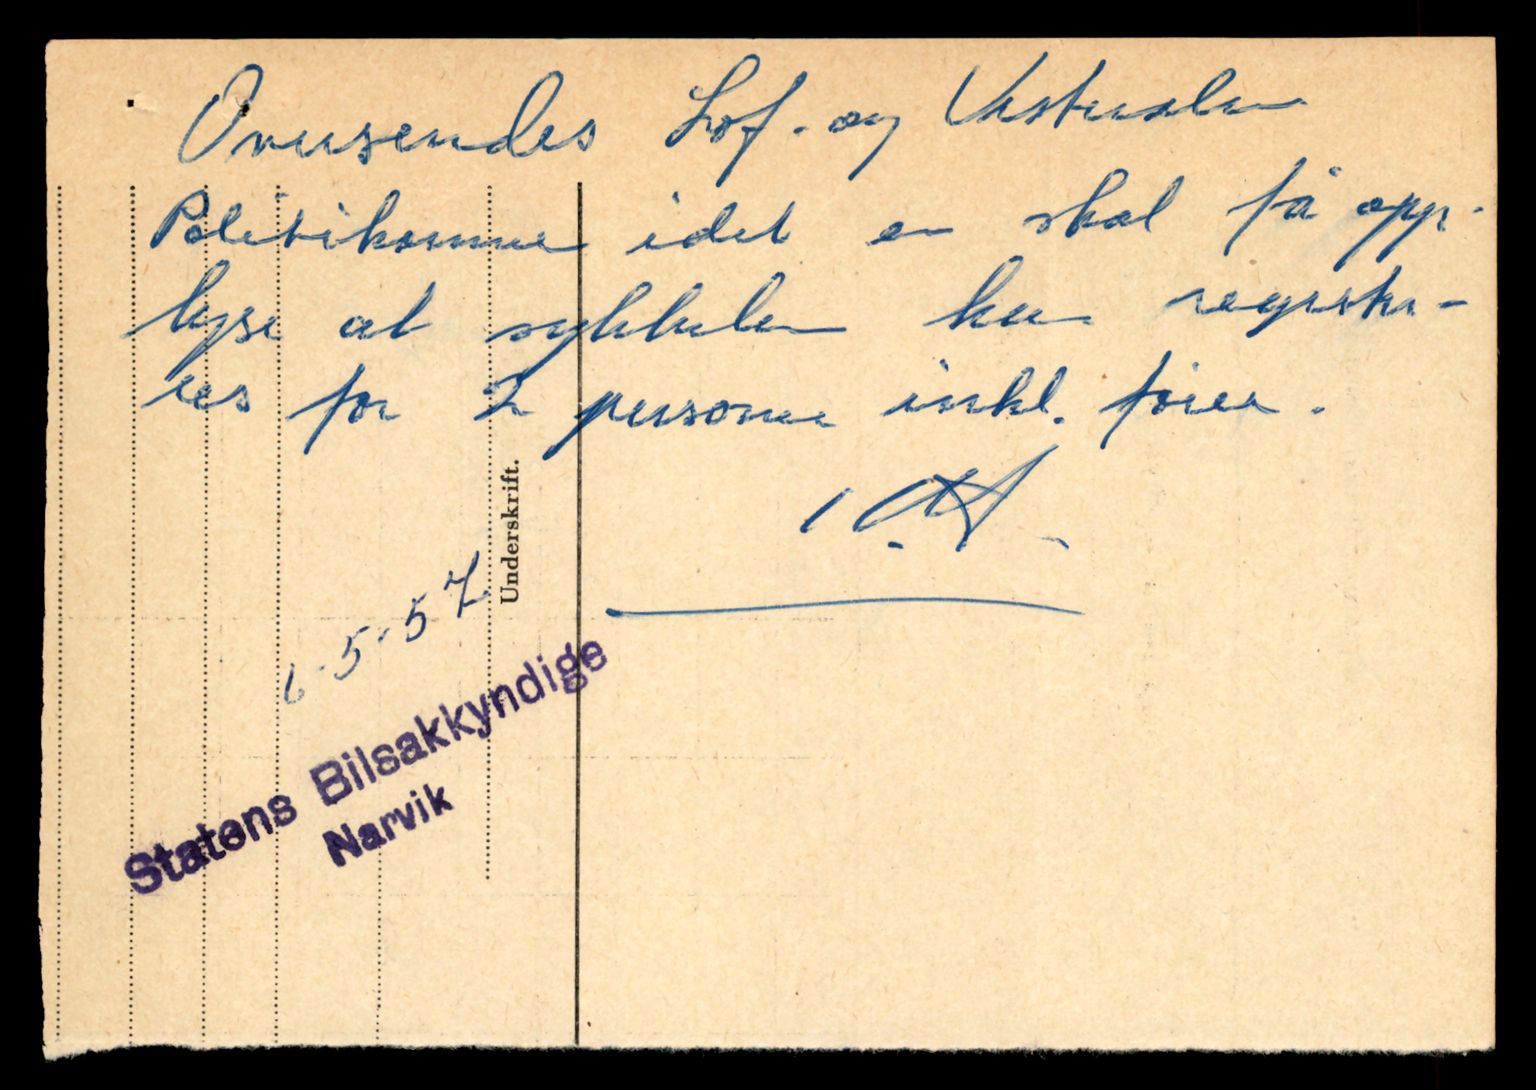 Oversendes Lof. og Vesterålen
Politikammer idet en skal få opp-
lyse at sykkelen kan registre-
res for 2 personer inkl. fører.
Underskrift.
6-5-57
Statens Bilsakkyndige
Narvik